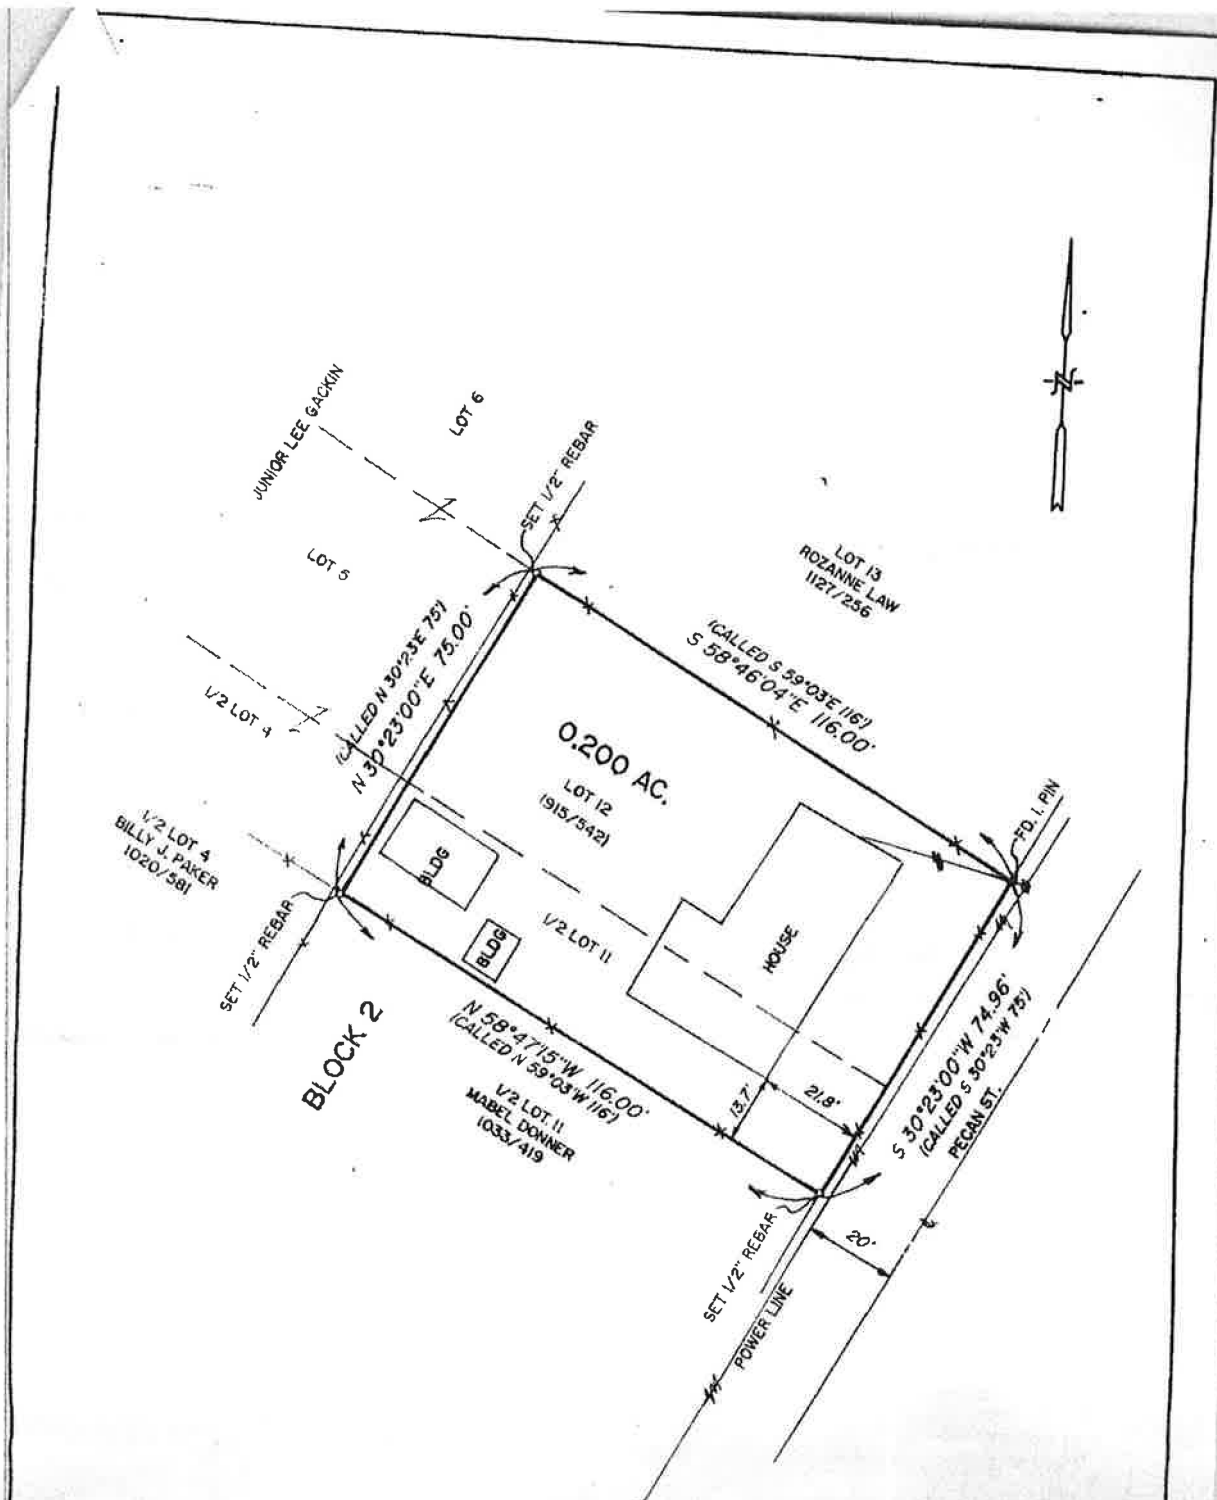 JUNIOR LEE GACKIN
LOT 6
SET 1/2" REBAR
N
LOT 5
LOT 13
ROZANNE LAW
1127/256
(CALLED S 59°03'E 116')
S 58°46'04"E 116.00'
(CALLED N 30°23'E 75')
N 30°23'00"E 75.00'
1/2 LOT 4
0.200 AC.
LOT 12
(915/542)
1/2 LOT 4
BILLY J. PAKER
1020/581
BLDG
FD. I. PIN
SET 1/2" REBAR
BLDG
1/2 LOT 11
HOUSE
BLOCK 2
N 58°47'15"W 116.00'
(CALLED N 59°03'W 116')
1/2 LOT 11
MABEL DONNER
1033/419
13.7'
21.8'
S 30°23'00"W 74.96'
(CALLED S 30°23'W 75')
PECAN ST.
SET 1/2" REBAR
20'
POWER LINE